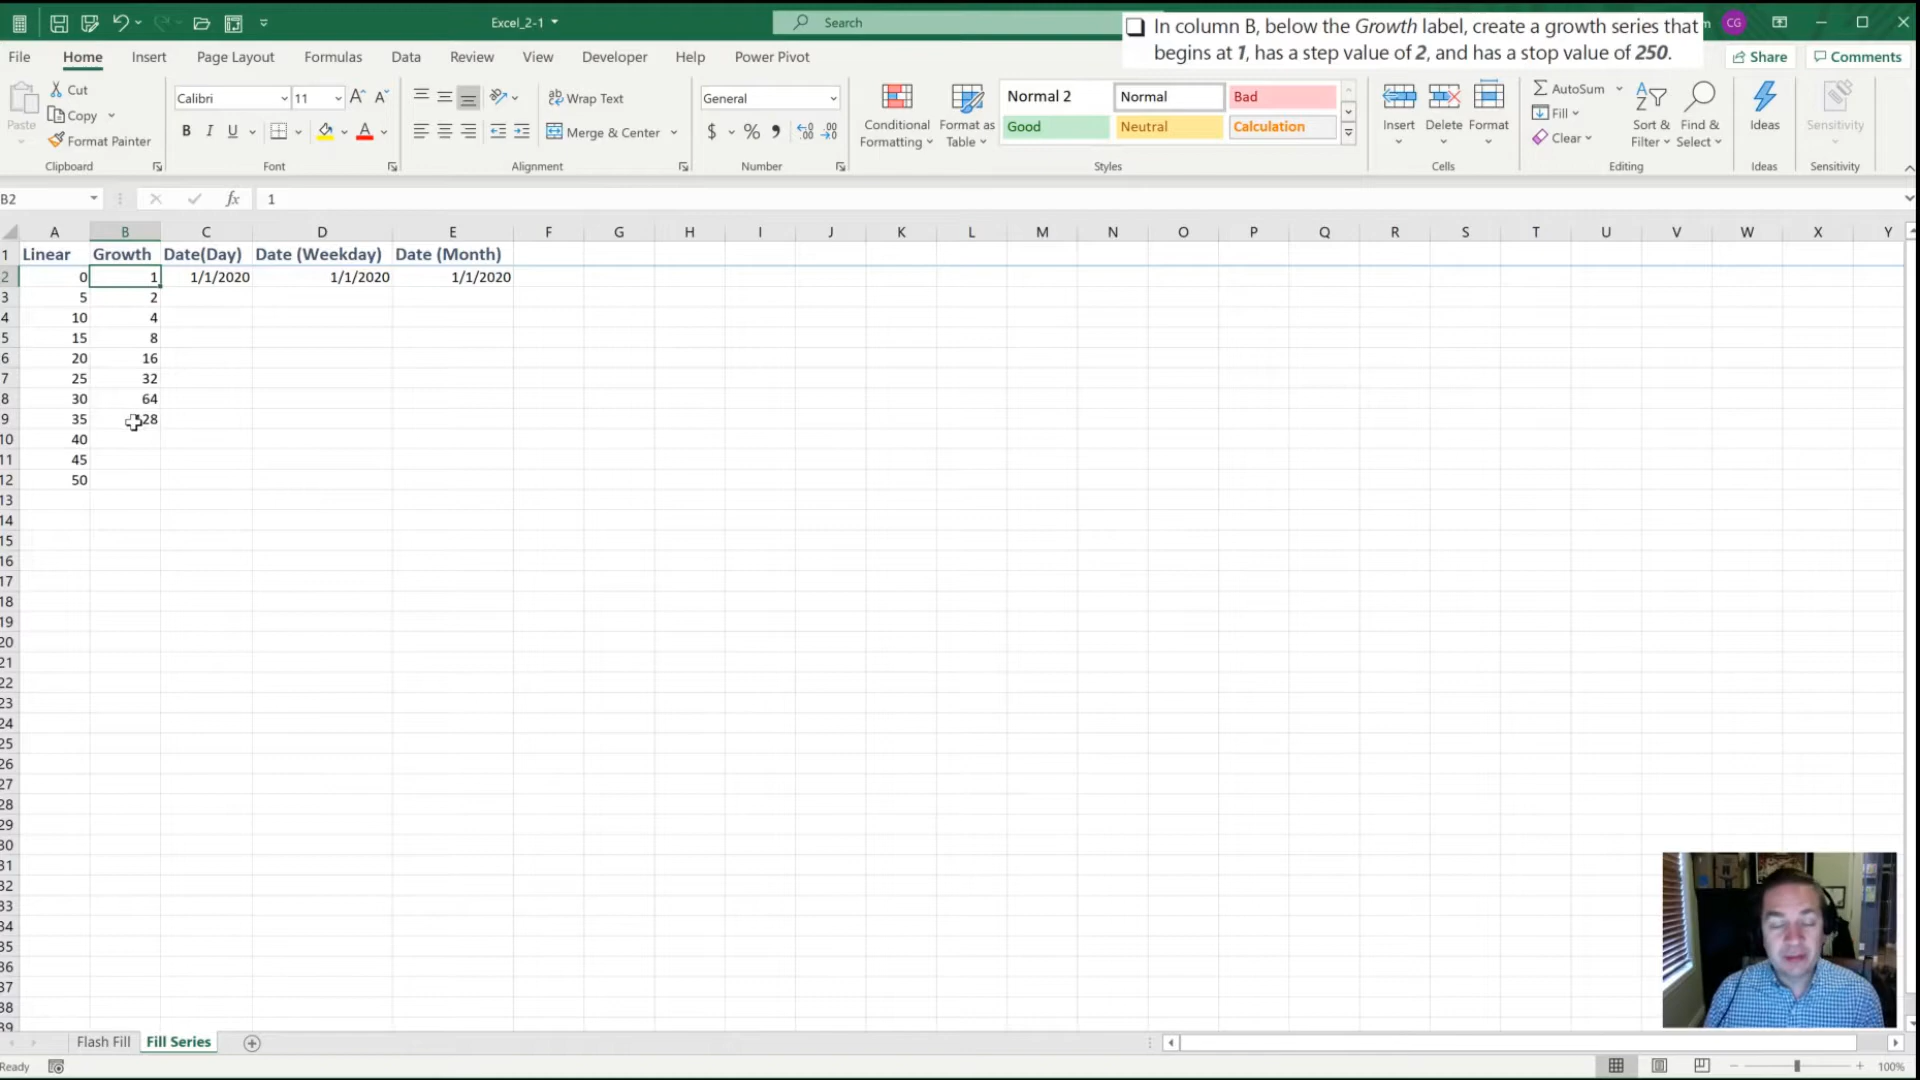 Excel_2-1
Search
CG
In column B, below the Growth label, create a growth series that
begins at 1, has a step value of 2, and has a stop value of 250.
File Home Insert Page Layout Formulas Data Review View Developer Help Power Pivot Share Comments
Paste
Cut
Copy
Format Painter
Clipboard
Calibri 11
B I U
Font
Wrap Text
Merge & Center
Alignment
General
$ % 9
Number
Conditional Formatting
Format as Table
Normal 2 Normal Bad
Good Neutral Calculation
Styles
Insert Delete Format
Cells
AutoSum
Fill
Clear
Sort & Filter
Find & Select
Editing
Ideas
Ideas
Sensitivity
Sensitivity
B2 fx 1
A B C D E F G H I J K L M N O P Q R S T U V W X Y
1 Linear Growth Date(Day) Date (Weekday) Date (Month)
2 0 1 1/1/2020 1/1/2020 1/1/2020
3 5 2
4 10 4
5 15 8
6 20 16
7 25 32
8 30 64
9 35 28
10 40
11 45
12 50
13
14
15
16
17
18
19
20
21
22
23
24
25
26
27
28
29
30
31
32
33
34
35
36
37
38
39
Flash Fill Fill Series
Ready 100%